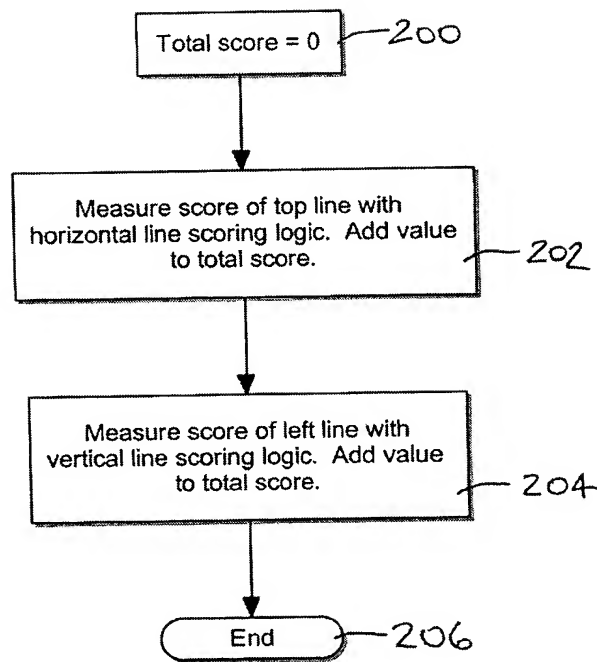 Total score = 0
200
Measure score of top line with
horizontal line scoring logic. Add value
to total score.
202
Measure score of left line with
vertical line scoring logic. Add value
to total score.
204
End
206